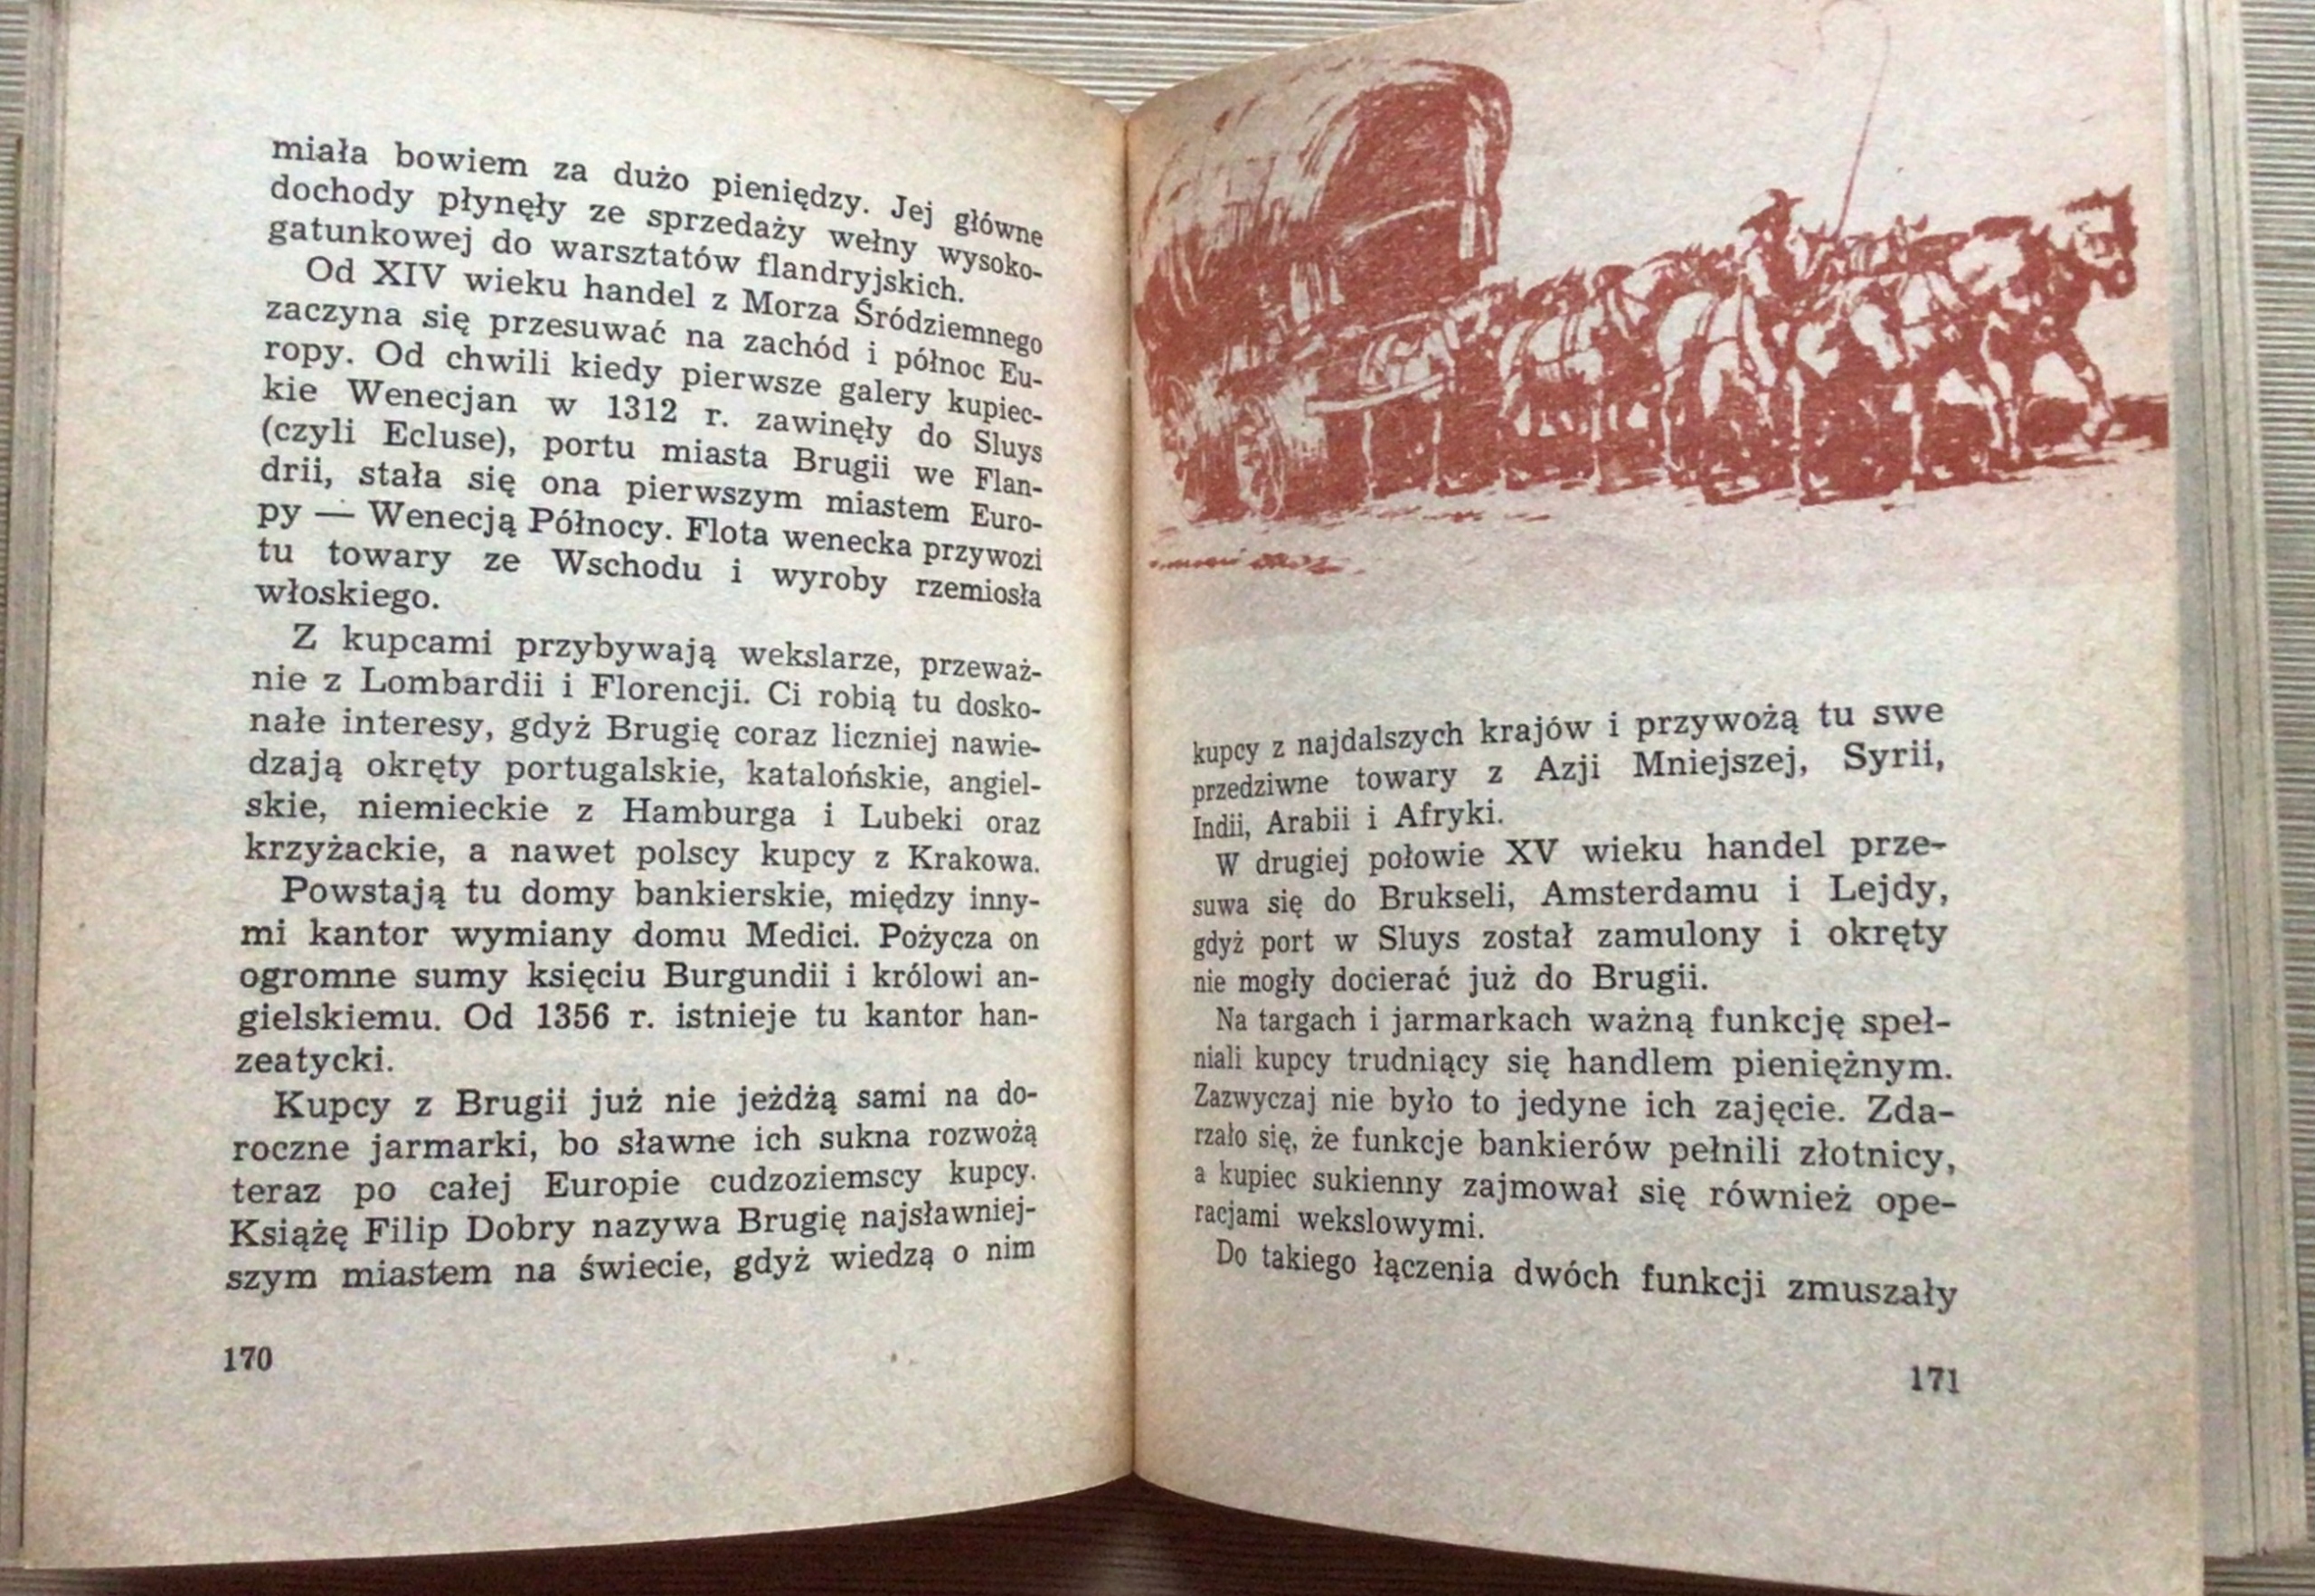 miała bowiem za dużo pieniędzy. Jej główne
dochody płynęły ze sprzedaży wełny wysoko-
gatunkowej do warsztatów flandryjskich.
Od XIV wieku handel z Morza Śródziemnego
zaczyna się przesuwać na zachód i północ Eu-
ropy. Od chwili kiedy pierwsze galery kupiec-
kie Wenecjan w 1312 r. zawinęły do Sluys
(czyli Ecluse), portu miasta Brugii we Flan-
drii, stała się ona pierwszym miastem Euro-
py — Wenecją Północy. Flota wenecka przywozi
tu towary ze Wschodu i wyroby rzemiosła
włoskiego.
Z kupcami przybywają wekslarze, przeważ-
nie z Lombardii i Florencji. Ci robią tu dosko-
nałe interesy, gdyż Brugię coraz liczniej nawie-
dzają okręty portugalskie, katalońskie, angiel-
skie, niemieckie z Hamburga i Lubeki oraz
krzyżackie, a nawet polscy kupcy z Krakowa.
Powstają tu domy bankierskie, między inny-
mi kantor wymiany domu Medici. Pożycza on
ogromne sumy księciu Burgundii i królowi an-
gielskiemu. Od 1356 r. istnieje tu kantor han-
zeatycki.
Kupcy z Brugii już nie jeżdżą sami na do-
roczne jarmarki, bo sławne ich sukna rozwożą
teraz po całej Europie cudzoziemscy kupcy.
Książę Filip Dobry nazywa Brugię najsławniej-
szym miastem na świecie, gdyż wiedzą o nim
170
kupcy z najdalszych krajów i przywożą tu swe
przedziwne towary z Azji Mniejszej, Syrii,
Indii, Arabii i Afryki.
W drugiej połowie XV wieku handel prze-
suwa się do Brukseli, Amsterdamu i Lejdy,
gdyż port w Sluys został zamulony i okręty
nie mogły docierać już do Brugii.
Na targach i jarmarkach ważną funkcję speł-
niali kupcy trudniący się handlem pieniężnym.
Zazwyczaj nie było to jedyne ich zajęcie. Zda-
rzało się, że funkcje bankierów pełnili złotnicy,
a kupiec sukienny zajmował się również ope-
racjami wekslowymi.
Do takiego łączenia dwóch funkcji zmuszały
171